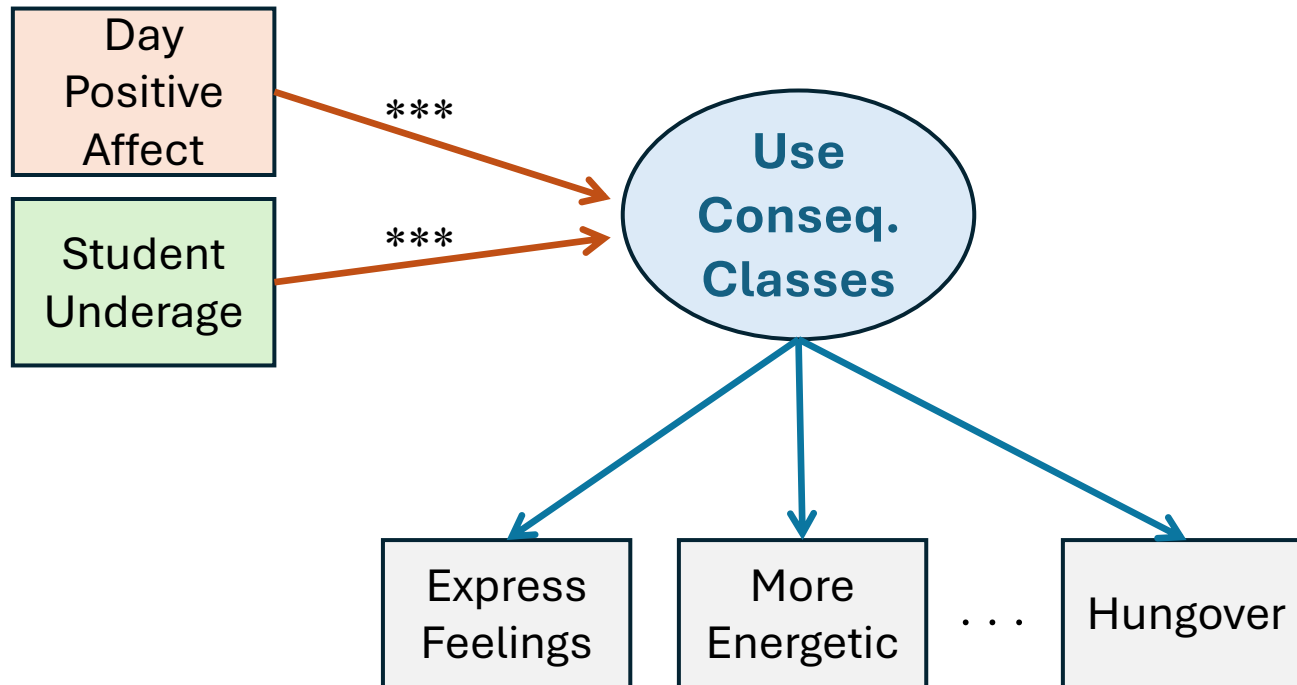 Day
Positive
Affect
***
Student
Underage
***
Use
Conseq.
Classes
Express
Feelings
More
Energetic
. . .
Hungover